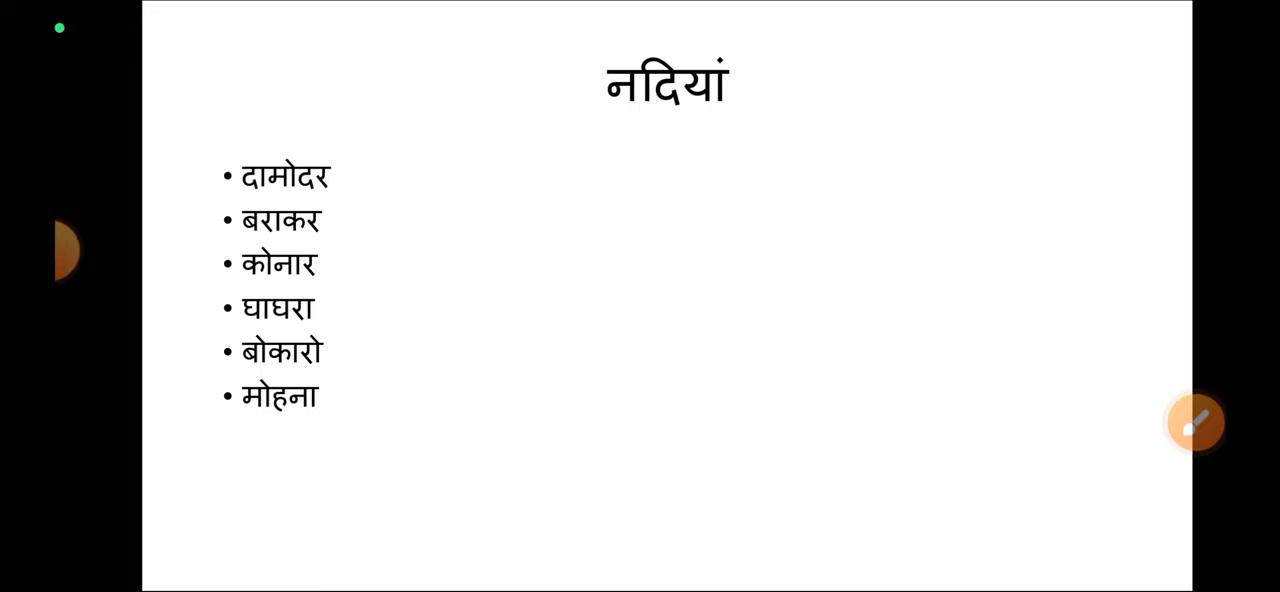 नदियां
• दामोदर
• बराकर
• कोनार
• घाघरा
• बोकारो
• मोहना